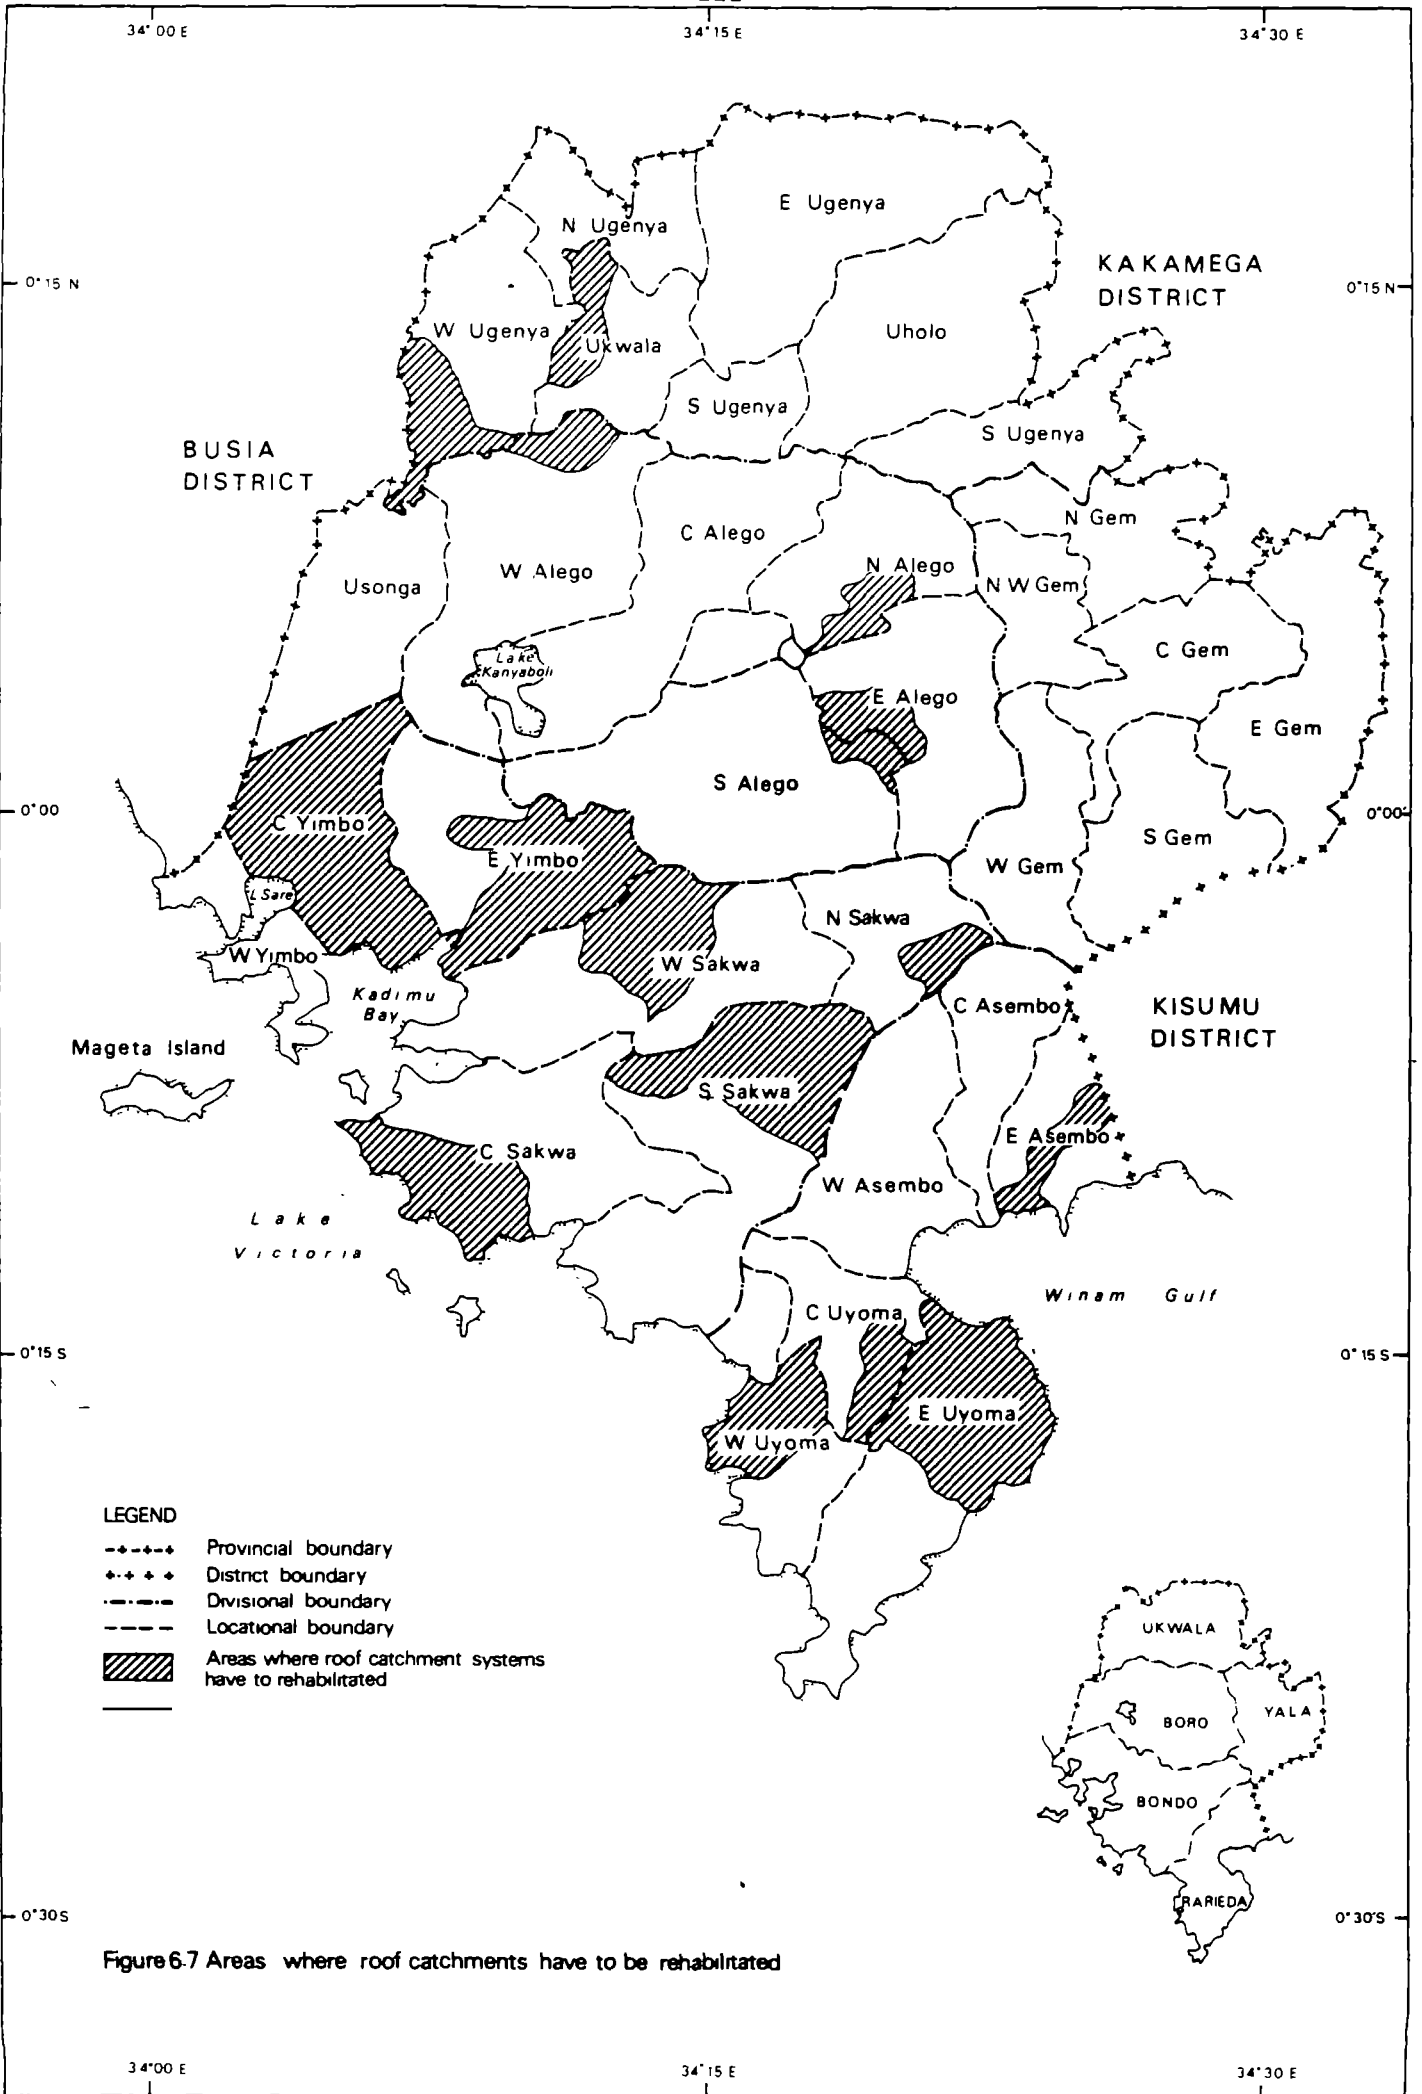 34°00 E 34°15 E 34°30 E
E Ugenya
N Ugenya
KAKAMEGA
DISTRICT
0°15 N 0°15 N
W Ugenya
Ukwala
Uholo
S Ugenya
S Ugenya
BUSIA
DISTRICT
N Gem
C Alego
N Alego
W Alego
Usonga
N W Gem
C Gem
Lake
Kanyaboli
E Alego
E Gem
S Alego
0°00 0°00
C Yimbo
S Gem
E Yimbo
W Gem
L Sare
N Sakwa
W Yimbo
W Sakwa
Kadimu
Bay
C Asembo
KISUMU
DISTRICT
Mageta Island
S Sakwa
E Asembo
C Sakwa
W Asembo
Lake
Victoria
Winam Gulf
C Uyoma
0°15 S 0°15 S
E Uyoma
W Uyoma
LEGEND
Provincial boundary
District boundary
Divisional boundary
Locational boundary
Areas where roof catchment systems
have to rehabilitated
UKWALA
YALA
BORO
BONDO
RARIEDA
0°30S 0°30'S
Figure 6.7 Areas where roof catchments have to be rehabilitated
34°00 E 34°15 E 34°30 E